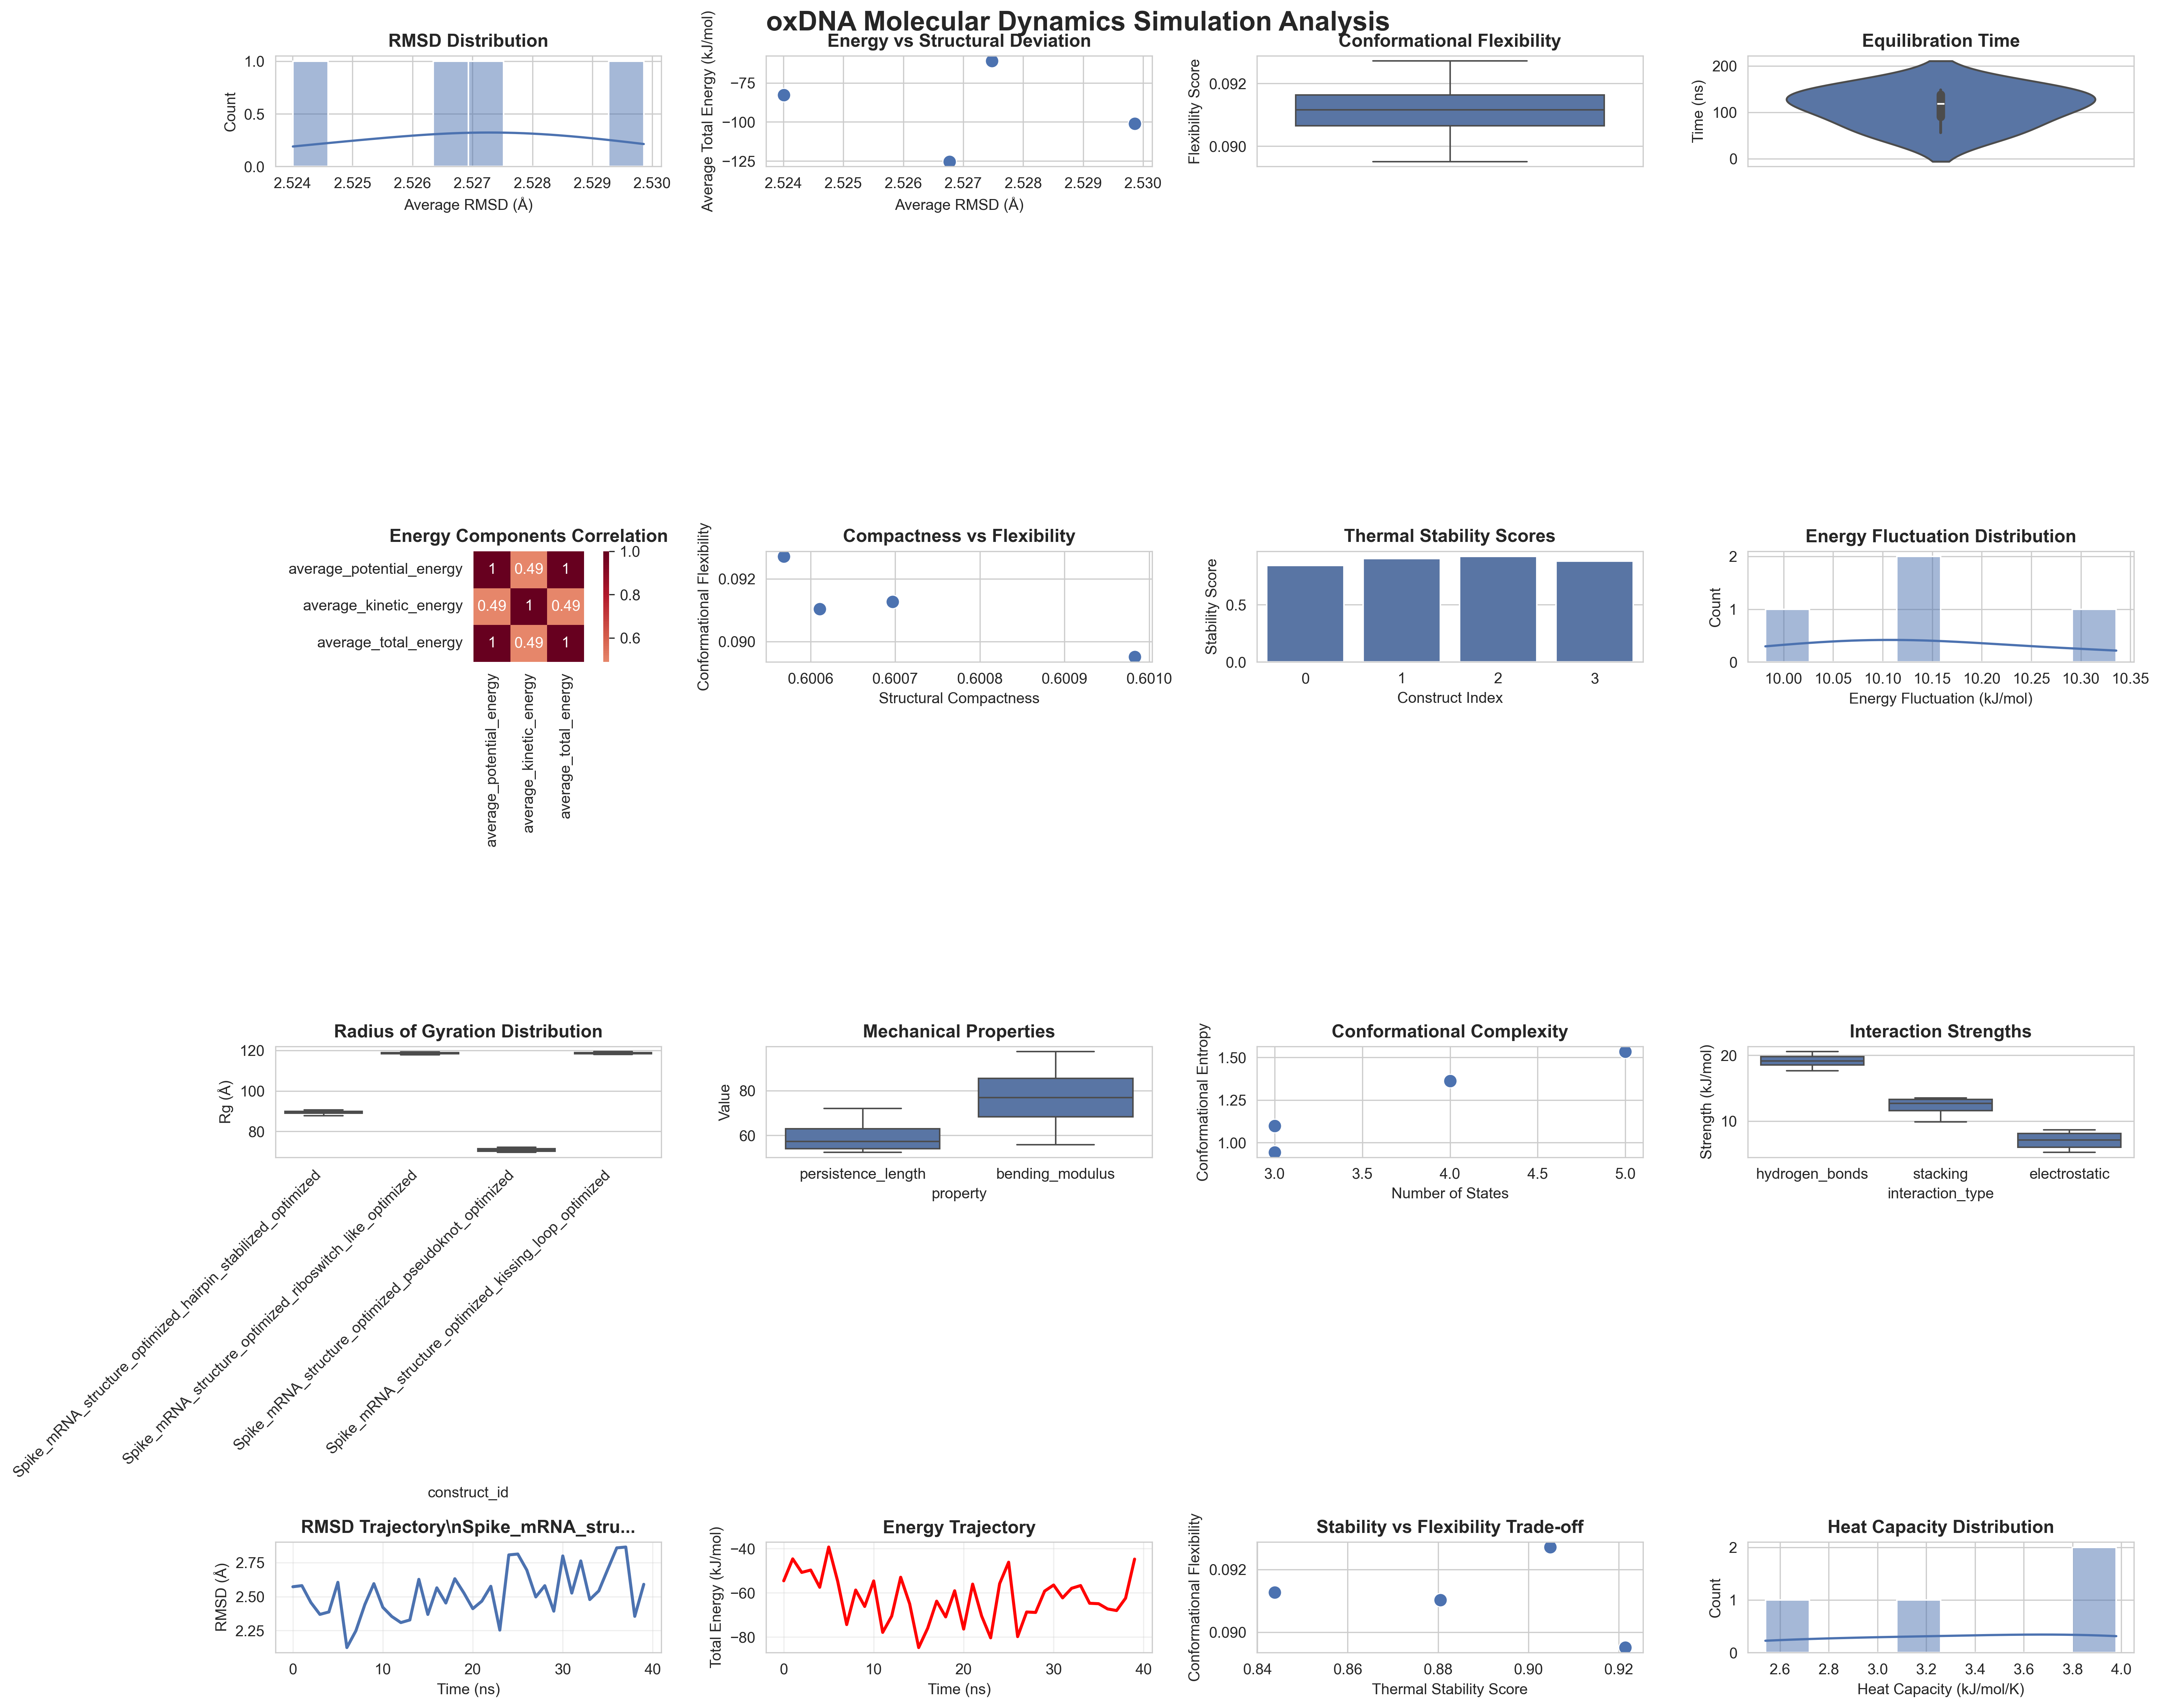 oxDNA Molecular Dynamics Simulation Analysis
RMSD Distribution
Count
1.0
0.5
0.0
2.524 2.525 2.526 2.527 2.528 2.529 2.530
Average RMSD (Å)
Energy vs Structural Deviation
Average Total Energy (kJ/mol)
−75
−100
−125
2.524 2.525 2.526 2.527 2.528 2.529 2.530
Average RMSD (Å)
Conformational Flexibility
Flexibility Score
0.092
0.090
Equilibration Time
Time (ns)
200
100
0
Energy Components Correlation
average_potential_energy
average_kinetic_energy
average_total_energy
1 0.49 1
0.49 1 0.49
1 0.49 1
1.0
0.8
0.6
average_potential_energy
average_kinetic_energy
average_total_energy
Compactness vs Flexibility
Conformational Flexibility
0.092
0.090
0.6006 0.6007 0.6008 0.6009 0.6010
Structural Compactness
Thermal Stability Scores
Stability Score
0.5
0.0
0 1 2 3
Construct Index
Energy Fluctuation Distribution
Count
2
1
0
10.00 10.05 10.10 10.15 10.20 10.25 10.30 10.35
Energy Fluctuation (kJ/mol)
Radius of Gyration Distribution
Rg (Å)
120
100
80
Spike_mRNA_structure_optimized_hairpin_stabilized_optimized
Spike_mRNA_structure_optimized_riboswitch_like_optimized
Spike_mRNA_structure_optimized_pseudoknot_optimized
Spike_mRNA_structure_optimized_kissing_loop_optimized
construct_id
Mechanical Properties
Value
80
60
persistence_length bending_modulus
property
Conformational Complexity
Conformational Entropy
1.50
1.25
1.00
3.0 3.5 4.0 4.5 5.0
Number of States
Interaction Strengths
Strength (kJ/mol)
20
10
hydrogen_bonds stacking electrostatic
interaction_type
RMSD Trajectory\nSpike_mRNA_stru...
RMSD (Å)
2.75
2.50
2.25
0 10 20 30 40
Time (ns)
Energy Trajectory
Total Energy (kJ/mol)
−40
−60
−80
0 10 20 30 40
Time (ns)
Stability vs Flexibility Trade-off
Conformational Flexibility
0.092
0.090
0.84 0.86 0.88 0.90 0.92
Thermal Stability Score
Heat Capacity Distribution
Count
2
1
0
2.6 2.8 3.0 3.2 3.4 3.6 3.8 4.0
Heat Capacity (kJ/mol/K)